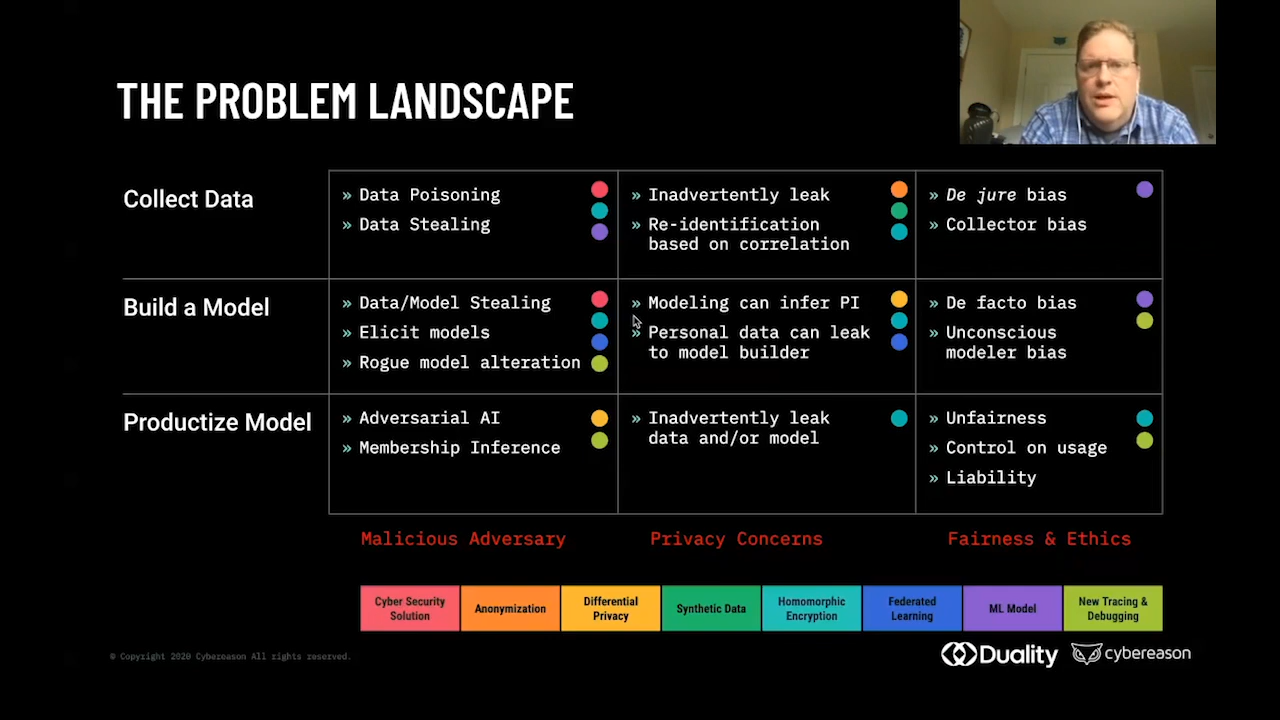 THE PROBLEM LANDSCAPE
Collect Data
» Data Poisoning
» Data Stealing
» Inadvertently leak
» Re-identification
based on correlation
» De jure bias
» Collector bias
Build a Model
» Data/Model Stealing
» Elicit models
» Rogue model alteration
» Modeling can infer PI
» Personal data can leak
to model builder
» De facto bias
» Unconscious
modeler bias
Productize Model
» Adversarial AI
» Membership Inference
» Inadvertently leak
data and/or model
» Unfairness
» Control on usage
» Liability
Malicious Adversary
Privacy Concerns
Fairness & Ethics
Cyber Security
Solution
Anonymization
Differential
Privacy
Synthetic Data
Homomorphic
Encryption
Federated
Learning
ML Model
New Tracing &
Debugging
© Copyright 2020 Cybereason All rights reserved.
Duality
cybereason